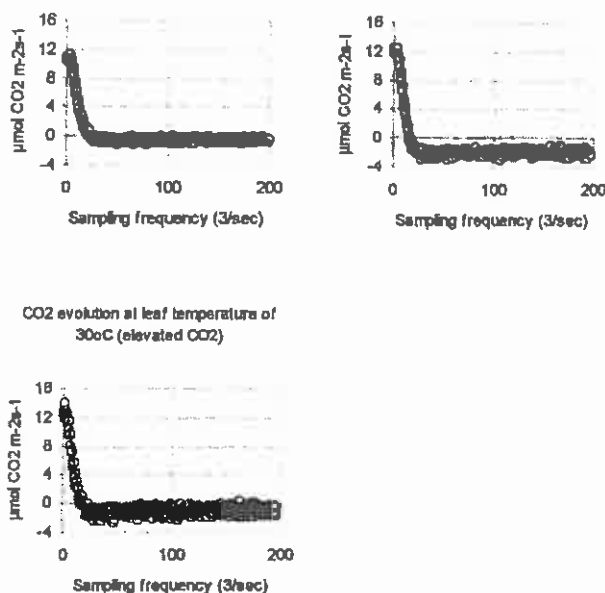 16
12
8
4
0
-4
µmol CO2 m-2s-1
0 100 200
Sampling frequency (3/sec)
16
12
8
4
0
-4
µmol CO2 m-2s-1
0 100 200
Sampling frequency (3/sec)
CO2 evolution at leaf temperature of
30oC (elevated CO2)
16
12
8
4
0
-4
µmol CO2 m-2s-1
0 100 200
Sampling frequency (3/sec)